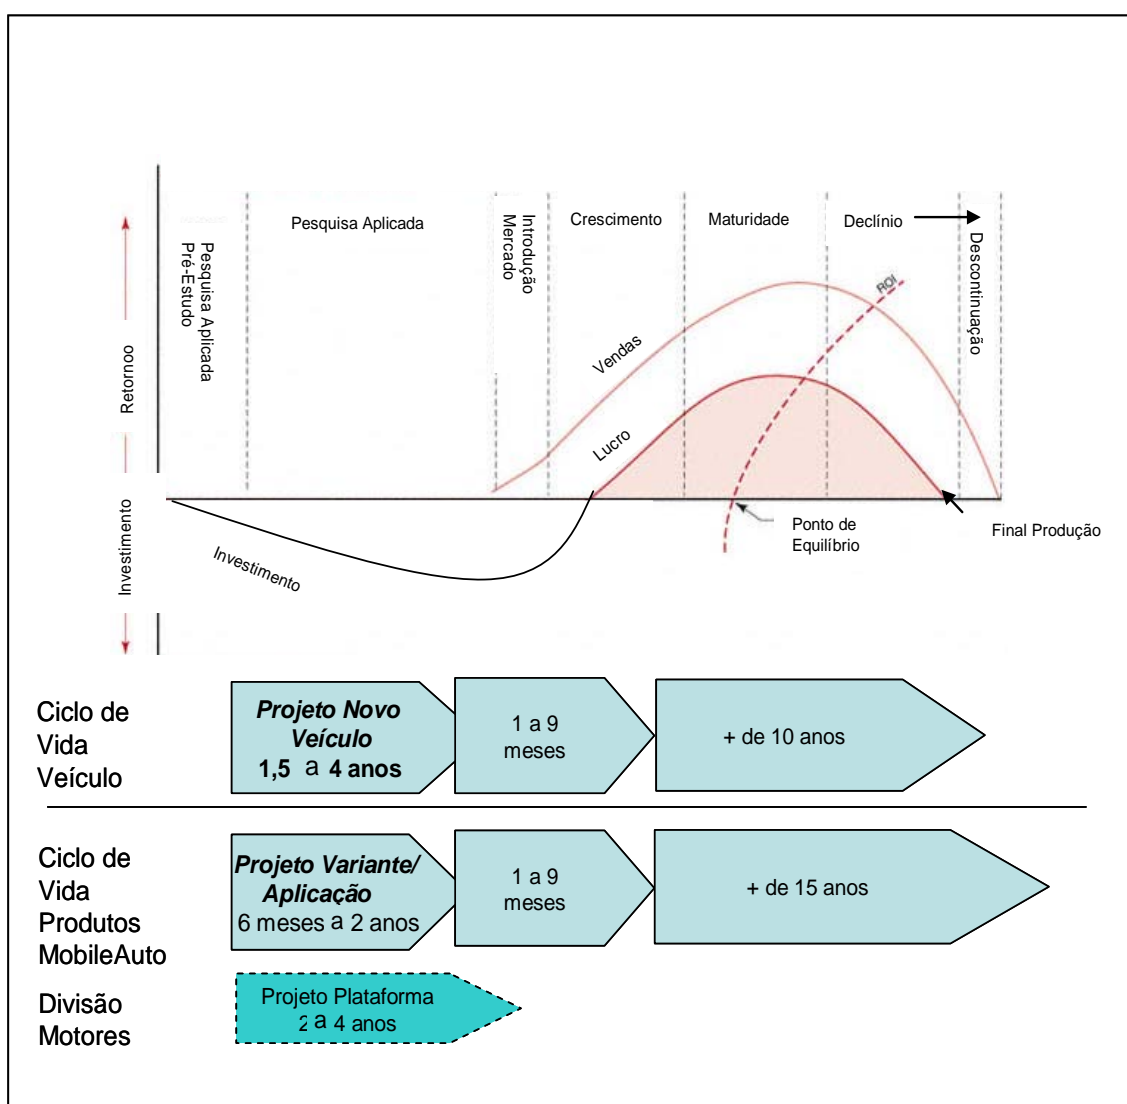 Pesquisa Aplicada
Pré-Estudo
Pesquisa Aplicada
Introdução
Mercado
Crescimento
Maturidade
Declínio
Descontinuação
Retornoo
Investimento
Vendas
Lucro
ROI
Investimento
Ponto de
Equilíbrio
Final Produção
Ciclo de
Vida
Veículo
Projeto Novo
Veículo
1,5 a 4 anos
1 a 9
meses
+ de 10 anos
Ciclo de
Vida
Produtos
MobileAuto
Projeto Variante/
Aplicação
6 meses a 2 anos
1 a 9
meses
+ de 15 anos
Divisão
Motores
Projeto Plataforma
2 a 4 anos